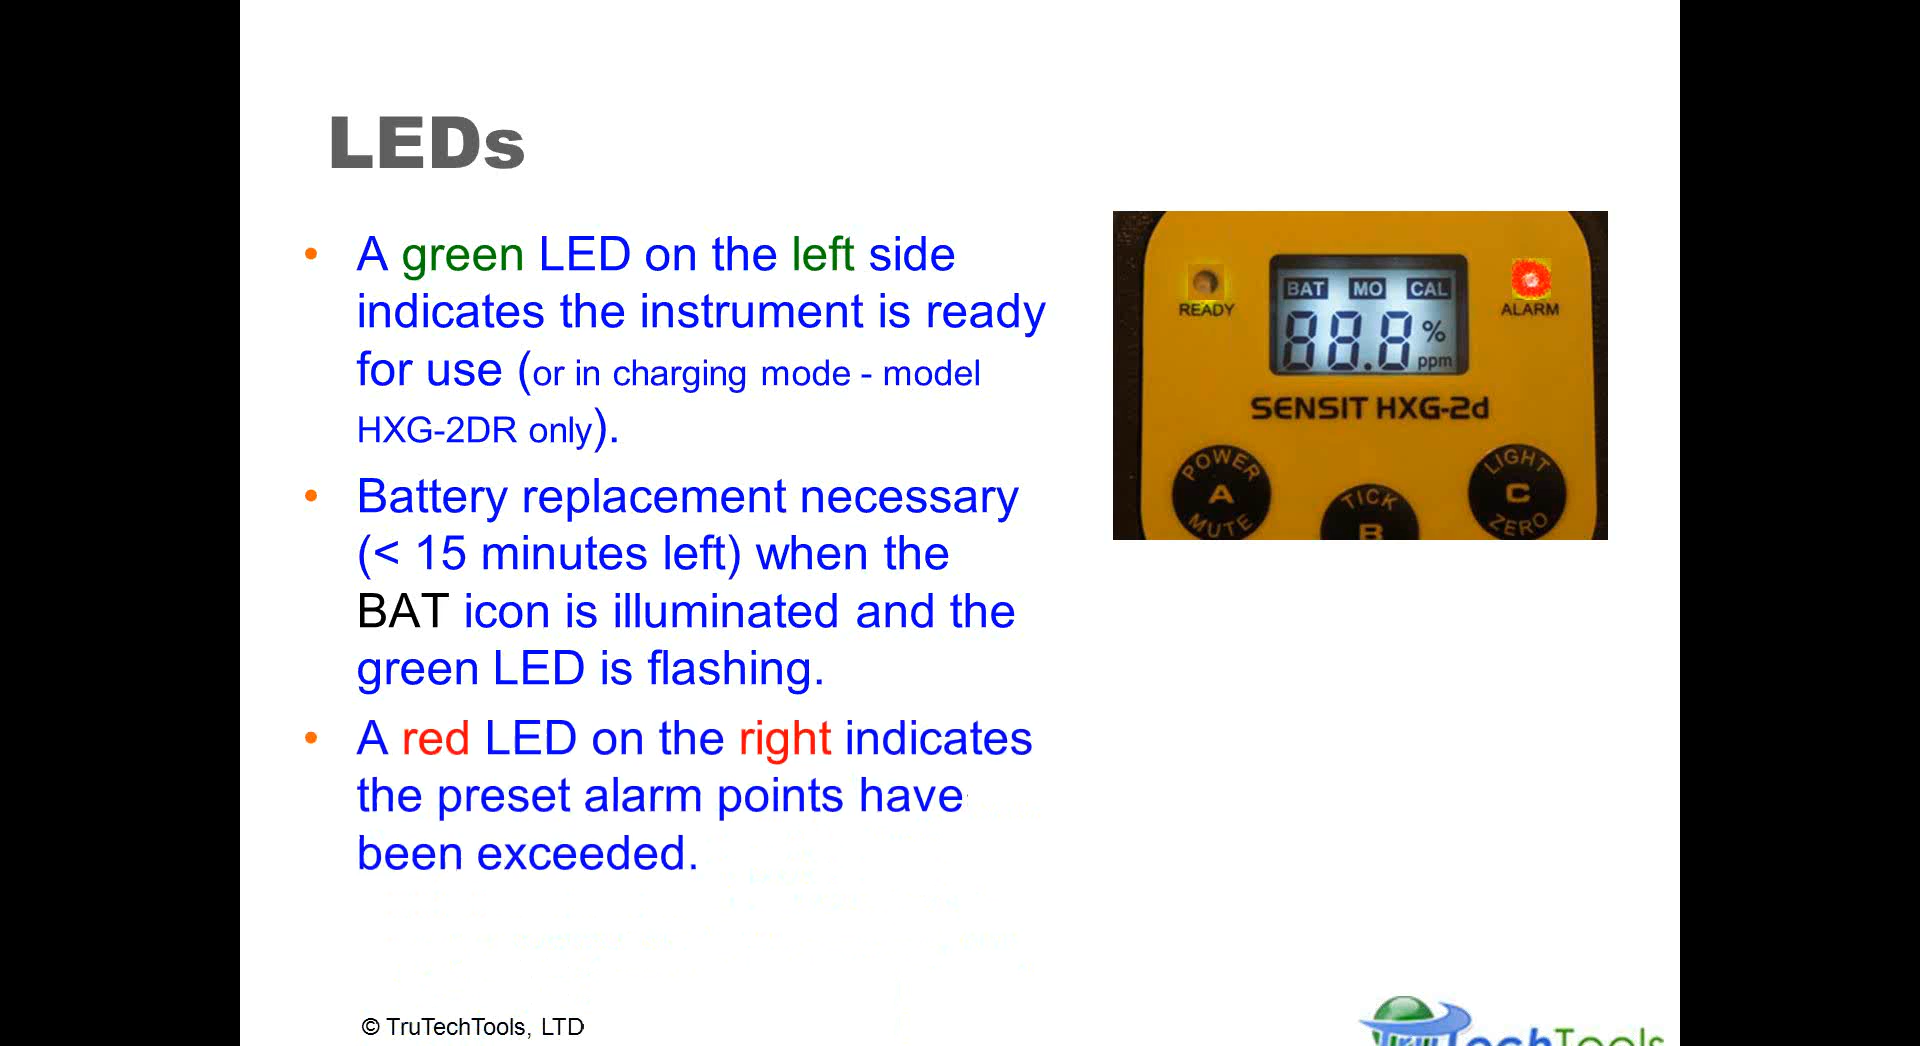 LEDs
• A green LED on the left side
indicates the instrument is ready
for use (or in charging mode - model
HXG-2DR only).
• Battery replacement necessary
(< 15 minutes left) when the
BAT icon is illuminated and the
green LED is flashing.
• A red LED on the right indicates
the preset alarm points have
been exceeded.
BAT MO CAL
READY
ALARM
88.8 %
ppm
SENSIT HXG-2d
POWER
A
MUTE
TICK
B
LIGHT
C
ZERO
© TruTechTools, LTD
TruTechTools